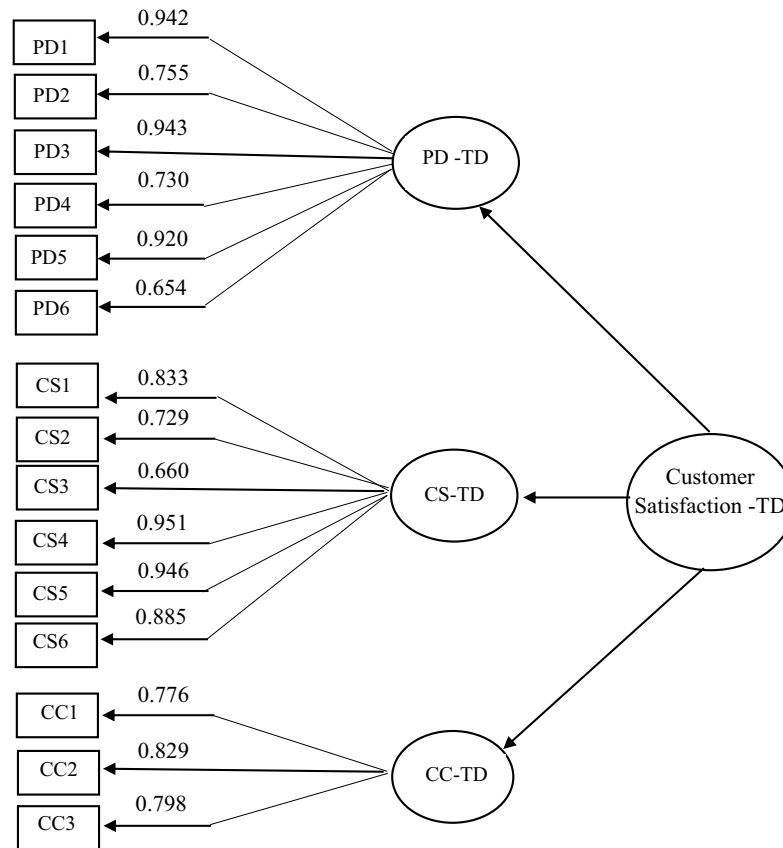 0.942
PD1
0.755
PD2
0.943
PD3
PD -TD
0.730
PD4
0.920
PD5
0.654
PD6
0.833
CS1
0.729
CS2
0.660
CS3
CS-TD
Customer
Satisfaction -TD
0.951
CS4
0.946
CS5
0.885
CS6
0.776
CC1
0.829
CC2
CC-TD
0.798
CC3